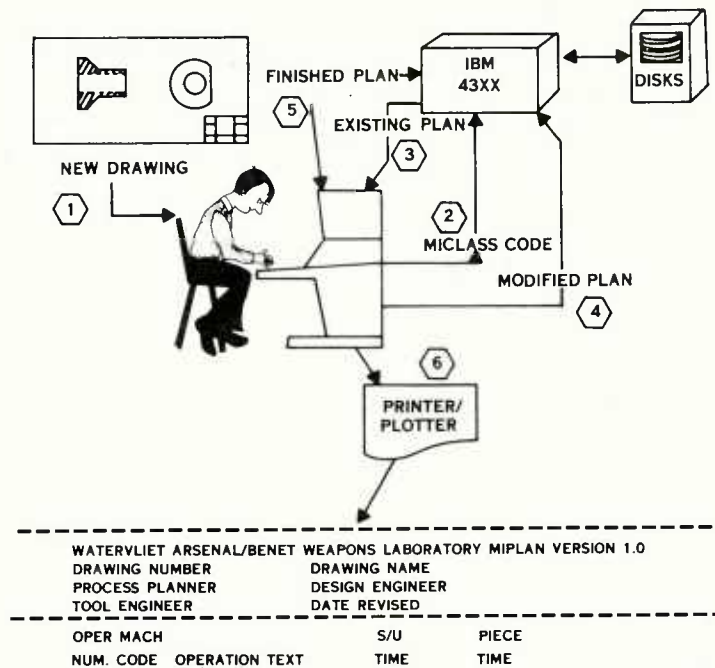 IBM
43XX
DISKS
FINISHED PLAN
5
EXISTING PLAN
3
NEW DRAWING
1
2
MICLASS CODE
MODIFIED PLAN
4
6
PRINTER/
PLOTTER
WATERVLIET ARSENAL/BENET WEAPONS LABORATORY MIPLAN VERSION 1.0
DRAWING NUMBER DRAWING NAME
PROCESS PLANNER DESIGN ENGINEER
TOOL ENGINEER DATE REVISED
OPER MACH S/U PIECE
NUM. CODE OPERATION TEXT TIME TIME